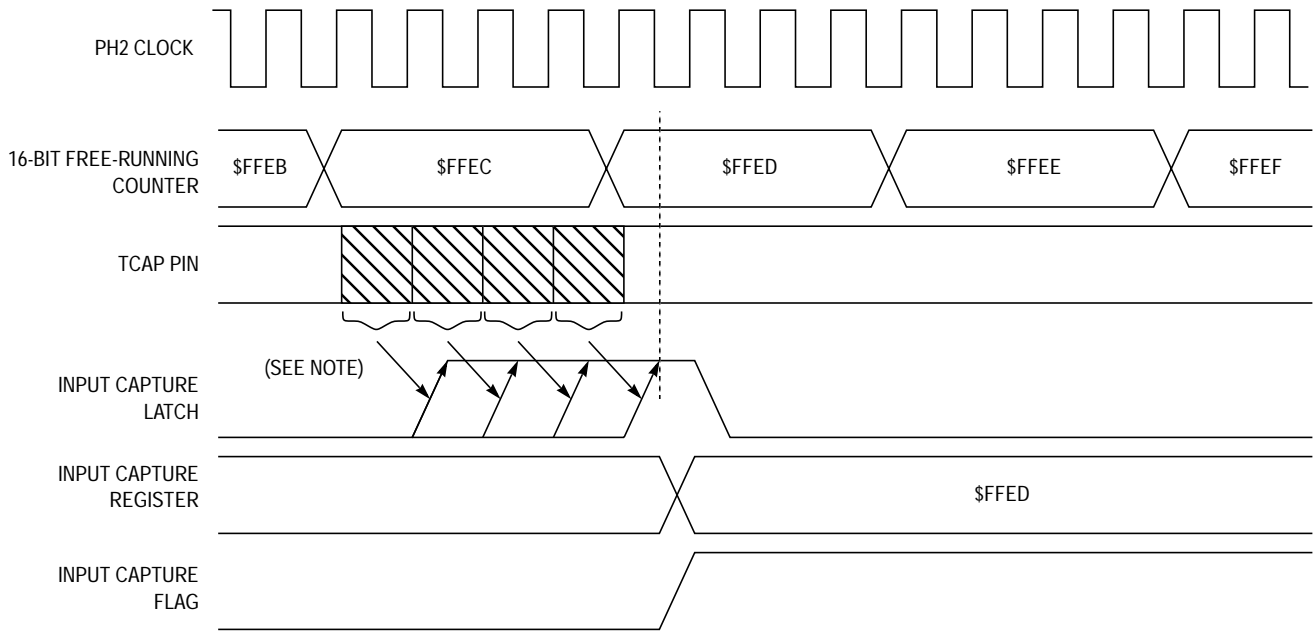 PH2 CLOCK
16-BIT FREE-RUNNING
COUNTER
$FFEB
$FFEC
$FFED
$FFEE
$FFEF
TCAP PIN
(SEE NOTE)
INPUT CAPTURE
LATCH
INPUT CAPTURE
REGISTER
$FFED
INPUT CAPTURE
FLAG